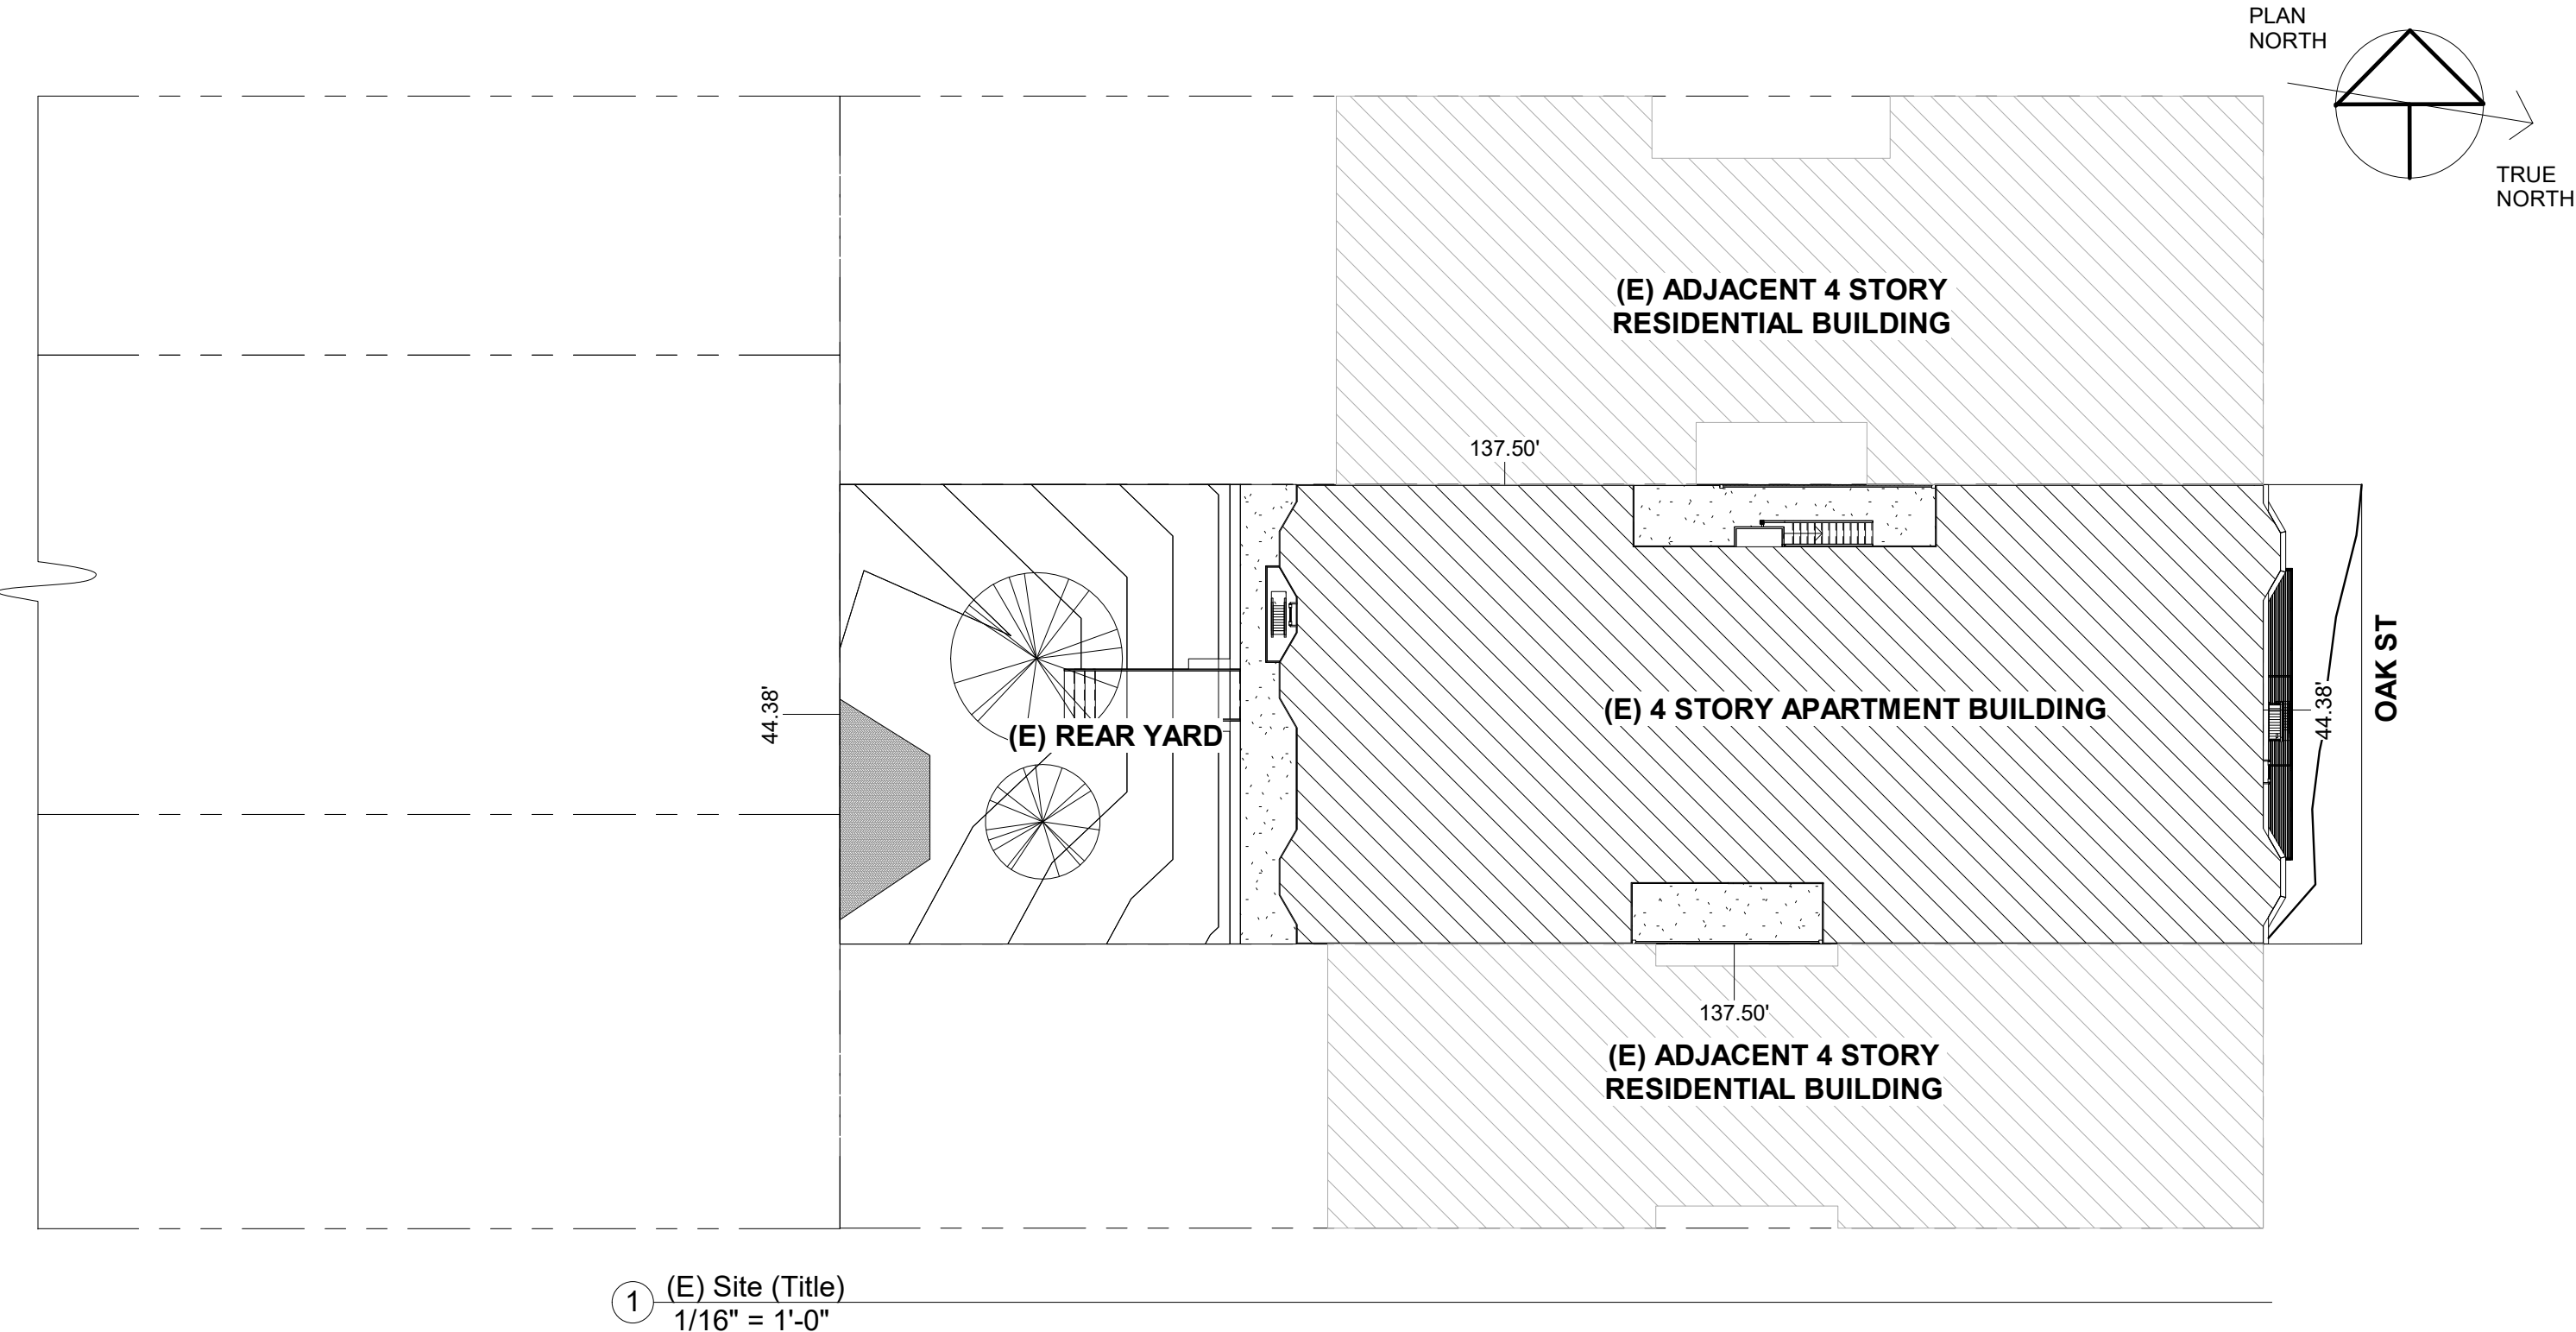 PLAN
NORTH
TRUE
NORTH
(E) ADJACENT 4 STORY
RESIDENTIAL BUILDING
137.50'
OAK ST
44.38'
44.38'
(E) REAR YARD
(E) 4 STORY APARTMENT BUILDING
137.50'
(E) ADJACENT 4 STORY
RESIDENTIAL BUILDING
1
(E) Site (Title)
1/16" = 1'-0"